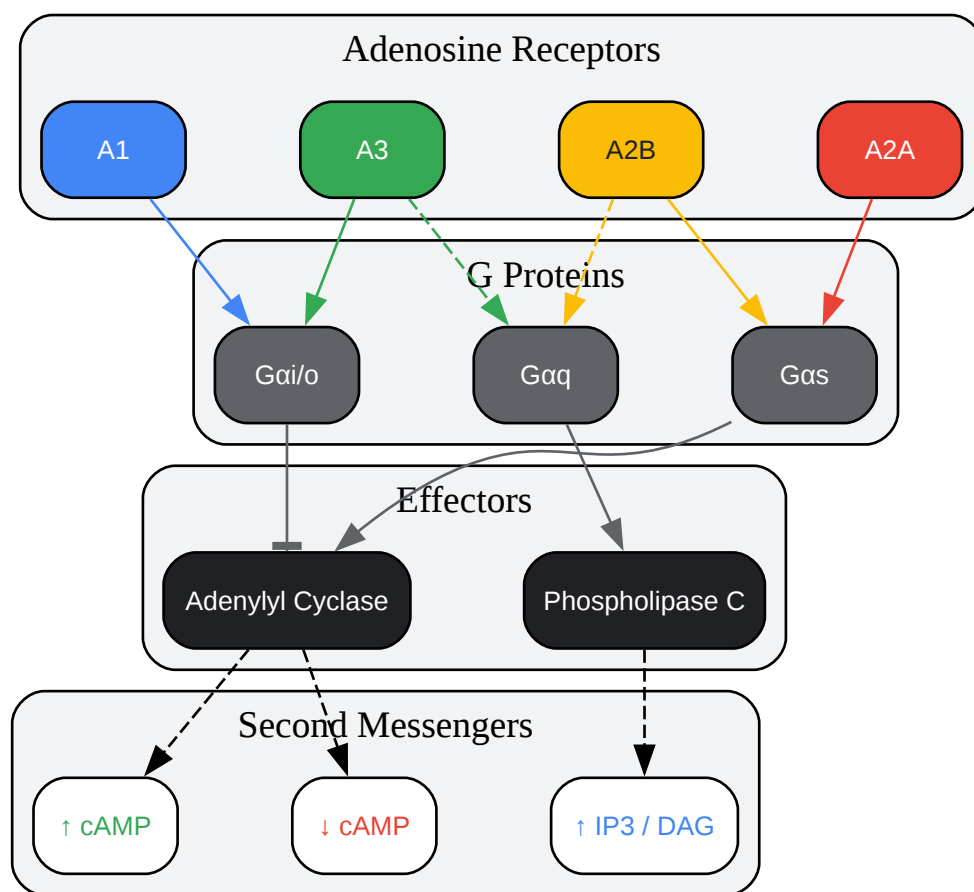 Adenosine Receptors
A1
A3
A2B
A2A
G Proteins
Gαi/o
Gαq
Gαs
Effectors
Adenylyl Cyclase
Phospholipase C
Second Messengers
↑ cAMP
↓ cAMP
↑ IP3 / DAG